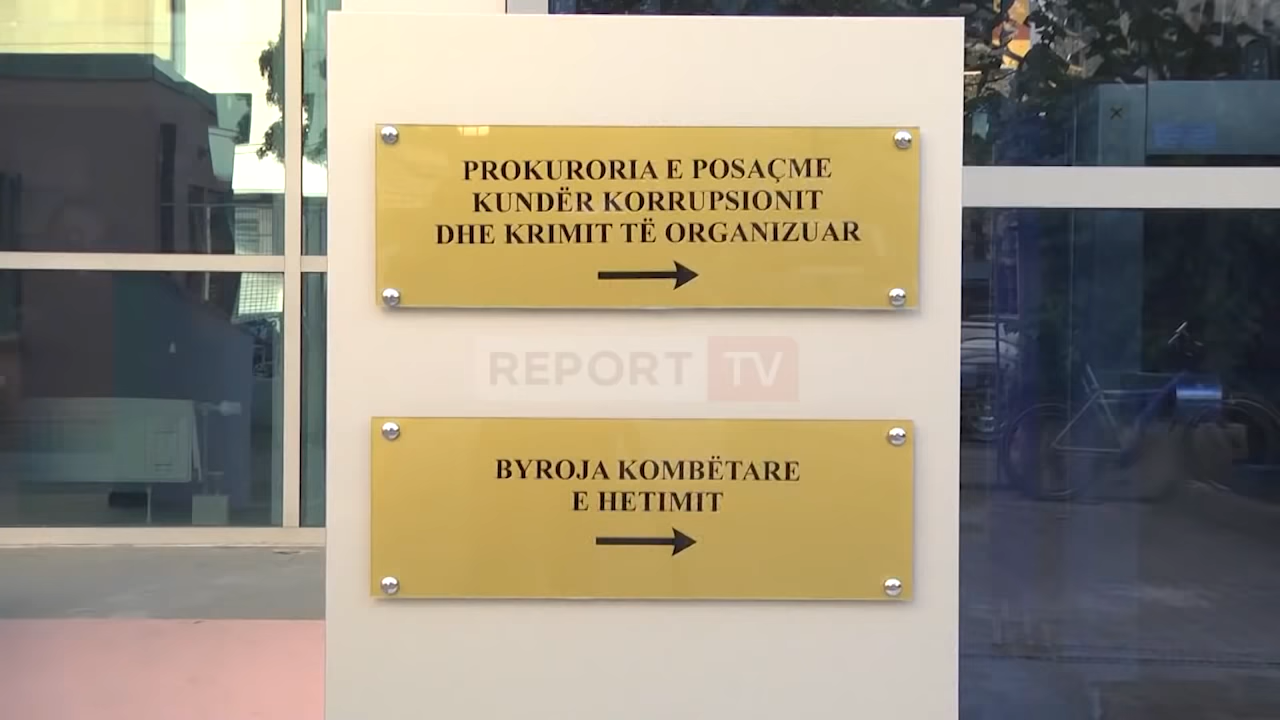 PROKURORIA E POSAÇME
KUNDËR KORRUPSIONIT
DHE KRIMIT TË ORGANIZUAR
REPORT TV
BYROJA KOMBËTARE
E HETIMIT